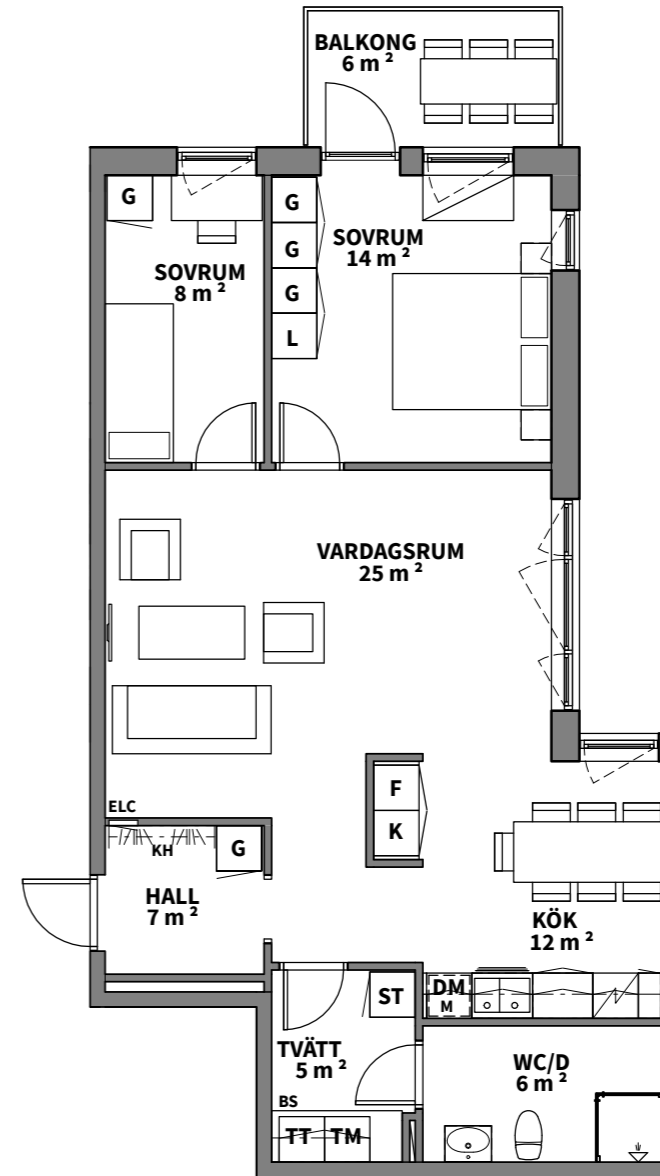 BALKONG
6 m²
G
G
SOVRUM
14 m²
SOVRUM
8 m²
G
G
L
VARDAGSRUM
25 m²
F
K
ELC
KH
G
HALL
7 m²
KÖK
12 m²
ST
DM
M
TVÄTT
5 m²
WC/D
6 m²
BS
TT TM